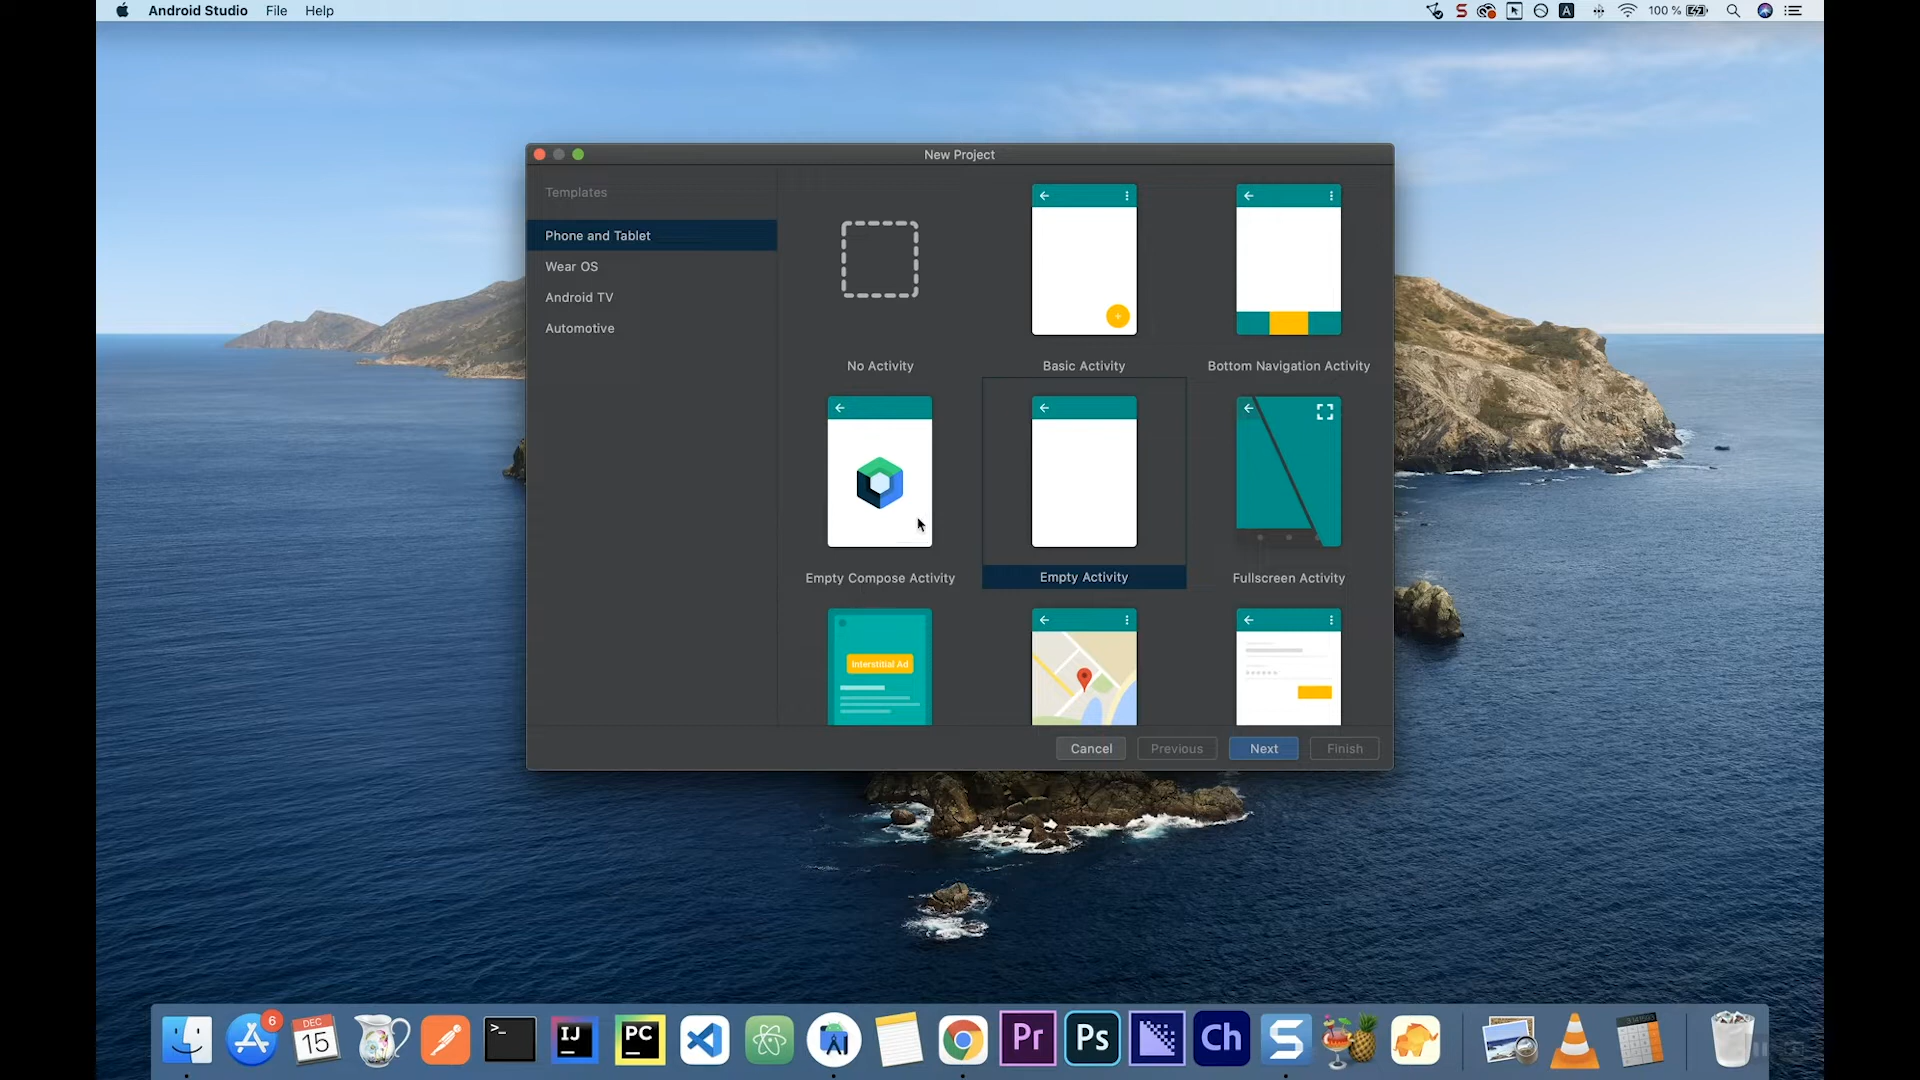 Android Studio File Help
S A 100 %
New Project
Templates
Phone and Tablet
Wear OS
Android TV
Automotive
No Activity
Basic Activity
Bottom Navigation Activity
Empty Compose Activity
Empty Activity
Fullscreen Activity
Interstitial Ad
Cancel
Previous
Next
Finish
6
DEC
15
>_
IJ
PC
Pr
Ps
Ch
S